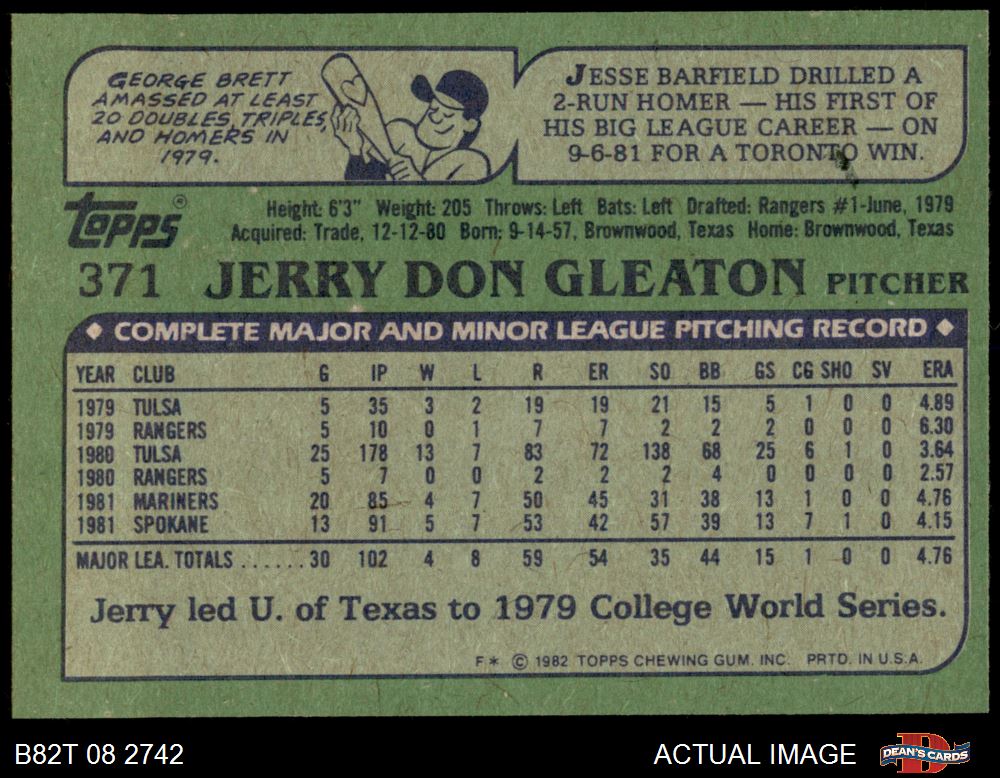 GEORGE BRETT
AMASSED AT LEAST
20 DOUBLES, TRIPLES,
AND HOMERS IN
1979.
JESSE BARFIELD DRILLED A
2-RUN HOMER — HIS FIRST OF
HIS BIG LEAGUE CAREER — ON
9-6-81 FOR A TORONTO WIN.
TOPPS®
Height: 6'3" Weight: 205 Throws: Left Bats: Left Drafted: Rangers #1-June, 1979
Acquired: Trade, 12-12-80 Born: 9-14-57, Brownwood, Texas Home: Brownwood, Texas
371 JERRY DON GLEATON PITCHER
◆ COMPLETE MAJOR AND MINOR LEAGUE PITCHING RECORD ◆
YEAR CLUB G IP W L R ER SO BB GS CG SHO SV ERA
1979 TULSA 5 35 3 2 19 19 21 15 5 1 0 0 4.89
1979 RANGERS 5 10 0 1 7 7 2 2 2 0 0 0 6.30
1980 TULSA 25 178 13 7 83 72 138 68 25 6 1 0 3.64
1980 RANGERS 5 7 0 0 2 2 2 4 0 0 0 0 2.57
1981 MARINERS 20 85 4 7 50 45 31 38 13 1 0 0 4.76
1981 SPOKANE 13 91 5 7 53 42 57 39 13 7 1 0 4.15
MAJOR LEA. TOTALS ......30 102 4 8 59 54 35 44 15 1 0 0 4.76
Jerry led U. of Texas to 1979 College World Series.
F* © 1982 TOPPS CHEWING GUM. INC. PRTD. IN U.S.A.
B82T 08 2742
ACTUAL IMAGE
DEAN'S CARDS